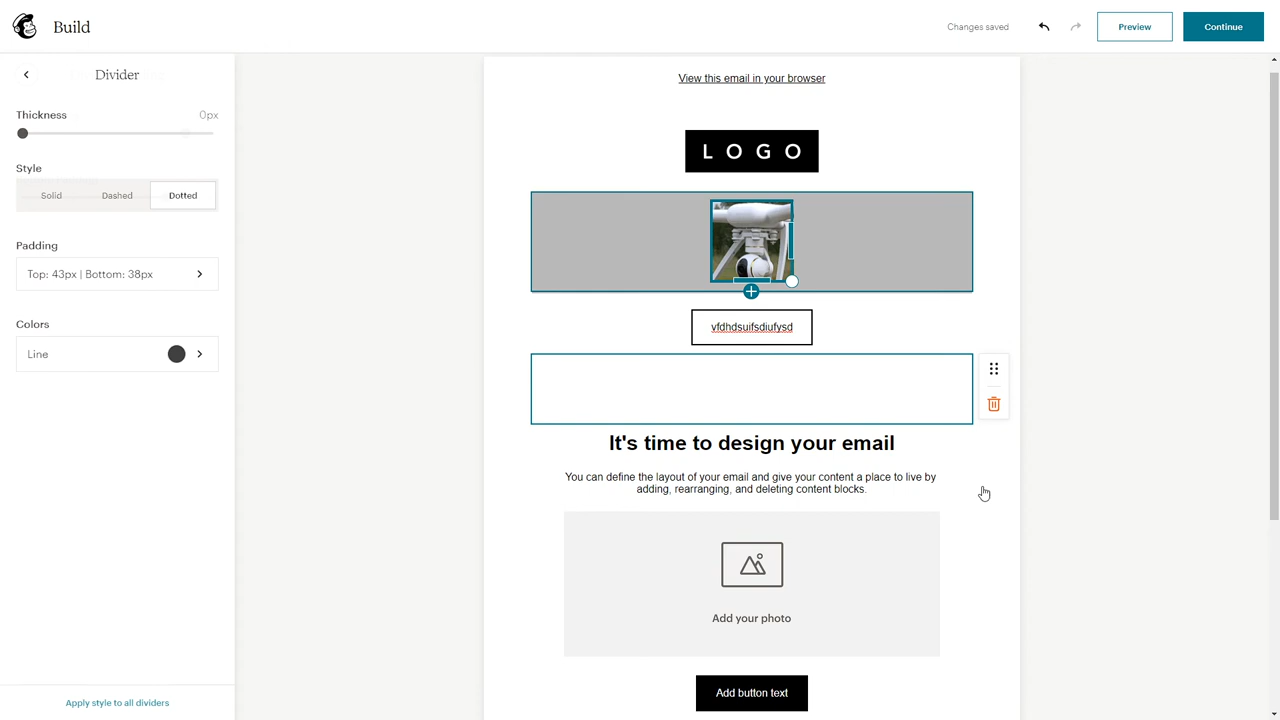 Build
Changes saved
Preview
Continue
Divider
Thickness
0px
Style
Solid
Dashed
Dotted
Padding
Top: 43px | Bottom: 38px
Colors
Line
Apply style to all dividers
View this email in your browser
LOGO
vfdhdsuifsdiufysd
It's time to design your email
You can define the layout of your email and give your content a place to live by
adding, rearranging, and deleting content blocks.
Add your photo
Add button text